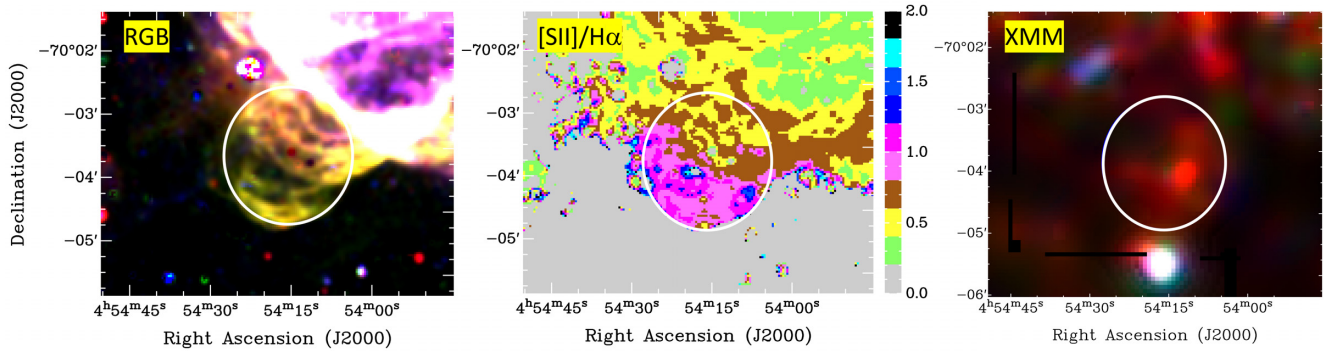 RGB
−70°02′
−03′
−04′
−05′
4ʰ54ᵐ45ˢ
54ᵐ30ˢ
54ᵐ15ˢ
54ᵐ00ˢ
Declination (J2000)
Right Ascension (J2000)
[SII]/Hα
−70°02′
−03′
−04′
−05′
4ʰ54ᵐ45ˢ
54ᵐ30ˢ
54ᵐ15ˢ
54ᵐ00ˢ
Right Ascension (J2000)
2.0
1.5
1.0
0.5
0.0
XMM
−70°02′
−03′
−04′
−05′
−06′
4ʰ54ᵐ45ˢ
54ᵐ30ˢ
54ᵐ15ˢ
54ᵐ00ˢ
Right Ascension (J2000)